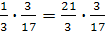 1/3 · 3/17 = 21/3 · 3/17